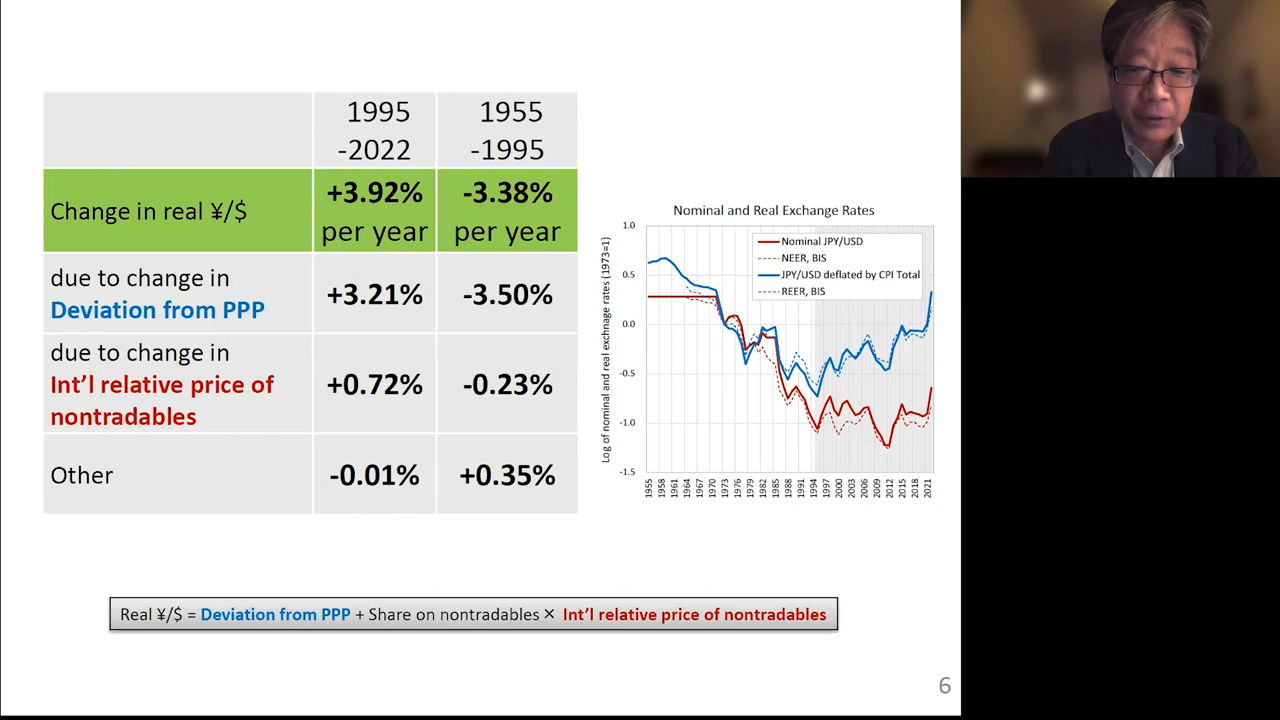 1995
-2022
1955
-1995
Change in real ¥/$
+3.92%
per year
-3.38%
per year
due to change in
Deviation from PPP
+3.21%
-3.50%
due to change in
Int'l relative price of
nontradables
+0.72%
-0.23%
Other
-0.01%
+0.35%
Nominal and Real Exchange Rates
Log of nominal and real exchnage rates (1973=1)
1.0
0.5
0.0
-0.5
-1.0
-1.5
Nominal JPY/USD
NEER, BIS
JPY/USD deflated by CPI Total
REER, BIS
1955
1958
1961
1964
1967
1970
1973
1976
1979
1982
1985
1988
1991
1994
1997
2000
2003
2006
2009
2012
2015
2018
2021
Real ¥/$ = Deviation from PPP + Share on nontradables × Int'l relative price of nontradables
6